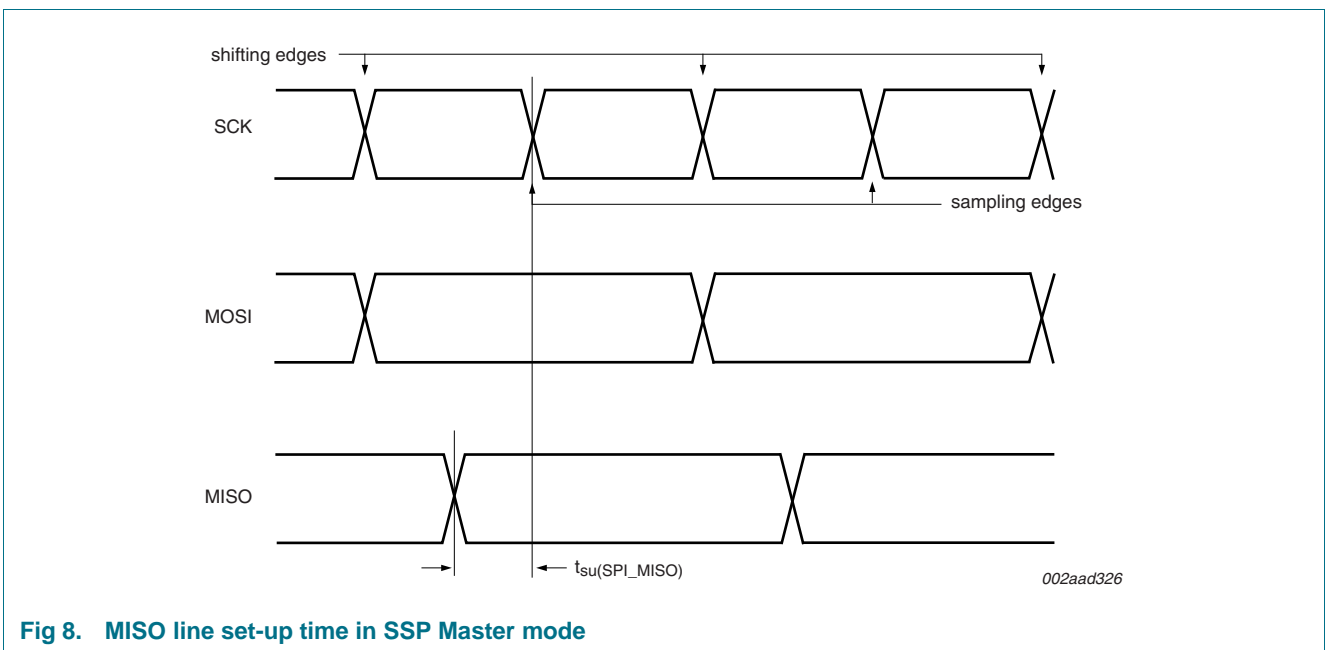 shifting edges
SCK
sampling edges
MOSI
MISO
tsu(SPI_MISO)
002aad326
Fig 8. MISO line set-up time in SSP Master mode